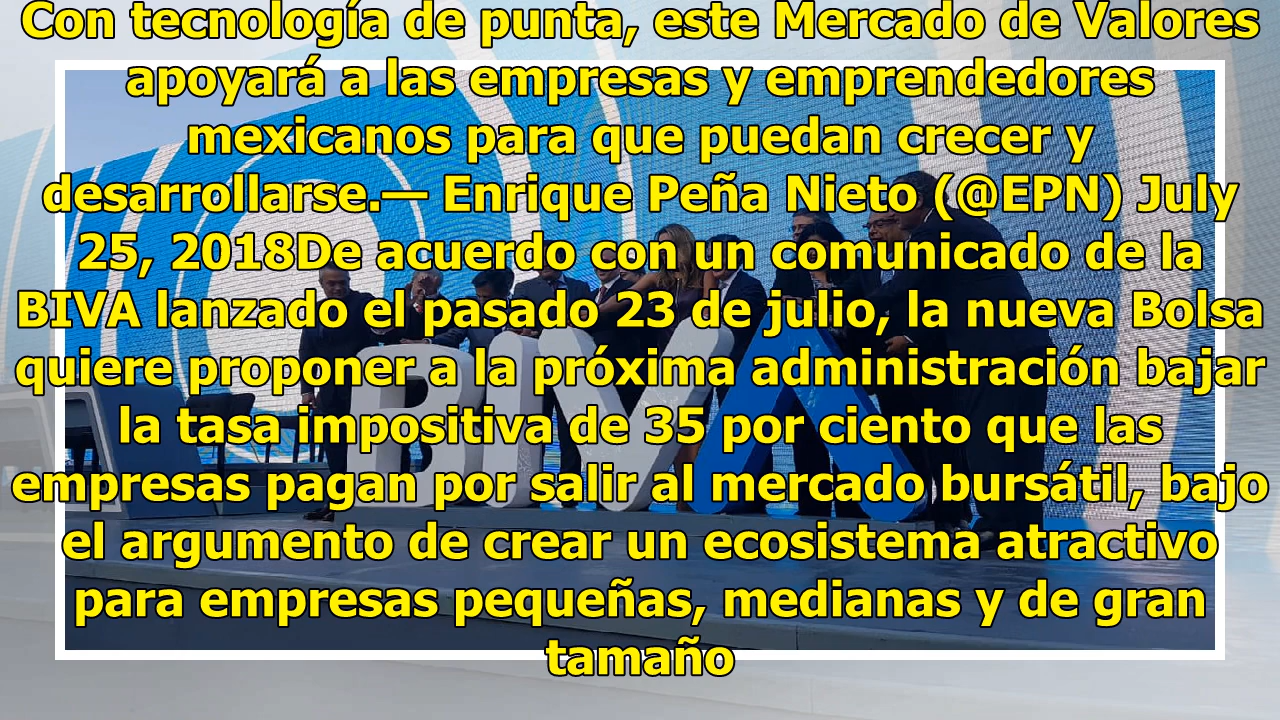 Con tecnología de punta, este Mercado de Valores
apoyará a las empresas y emprendedores
mexicanos para que puedan crecer y
desarrollarse.— Enrique Peña Nieto (@EPN) July
25, 2018De acuerdo con un comunicado de la
BIVA lanzado el pasado 23 de julio, la nueva Bolsa
quiere proponer a la próxima administración bajar
la tasa impositiva de 35 por ciento que las
empresas pagan por salir al mercado bursátil, bajo
el argumento de crear un ecosistema atractivo
para empresas pequeñas, medianas y de gran
tamaño
BIVA